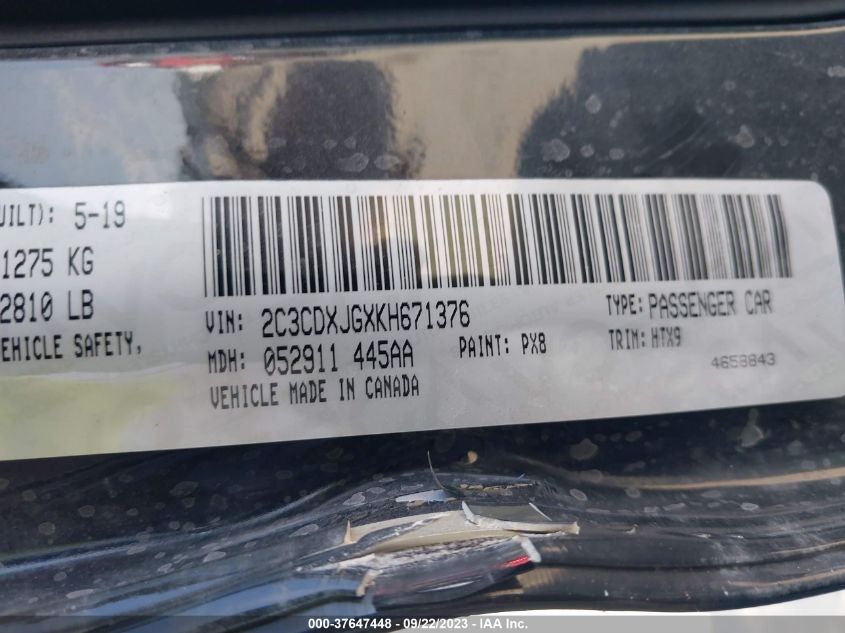 UILT): 5-19
1275 KG
2810 LB
EHICLE SAFETY,
VIN: 2C3CDXJGXKH671376
TYPE: PASSENGER CAR
MDH: 052911 445AA
PAINT: PX8
TRIM: HTX9
VEHICLE MADE IN CANADA
4658843
000-37647448 - 09/22/2023 - IAA Inc.